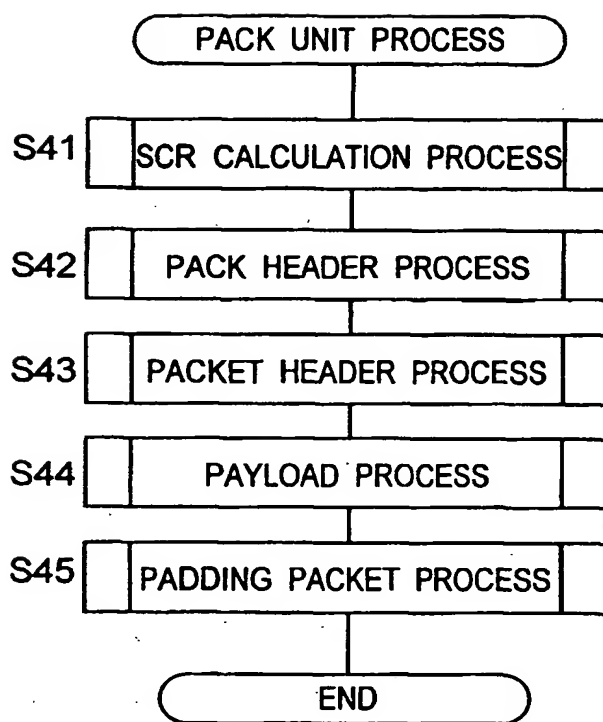 PACK UNIT PROCESS
S41 SCR CALCULATION PROCESS
S42 PACK HEADER PROCESS
S43 PACKET HEADER PROCESS
S44 PAYLOAD PROCESS
S45 PADDING PACKET PROCESS
END